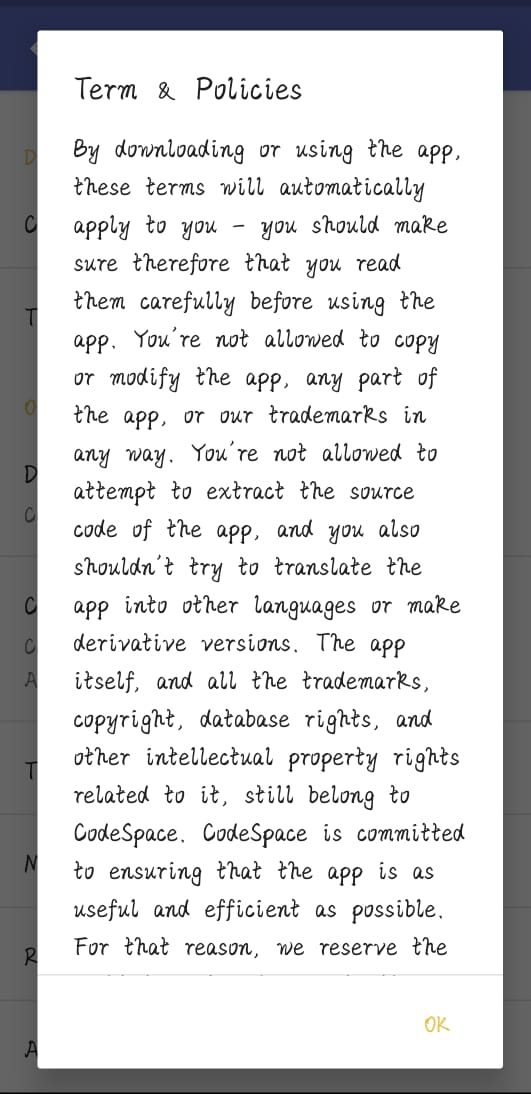 Term & Policies
By downloading or using the app,
these terms will automatically
apply to you – you should make
sure therefore that you read
them carefully before using the
app. You're not allowed to copy
or modify the app, any part of
the app, or our trademarks in
any way. You're not allowed to
attempt to extract the source
code of the app, and you also
shouldn't try to translate the
app into other languages or make
derivative versions. The app
itself, and all the trademarks,
copyright, database rights, and
other intellectual property rights
related to it, still belong to
CodeSpace. CodeSpace is committed
to ensuring that the app is as
useful and efficient as possible.
For that reason, we reserve the
OK